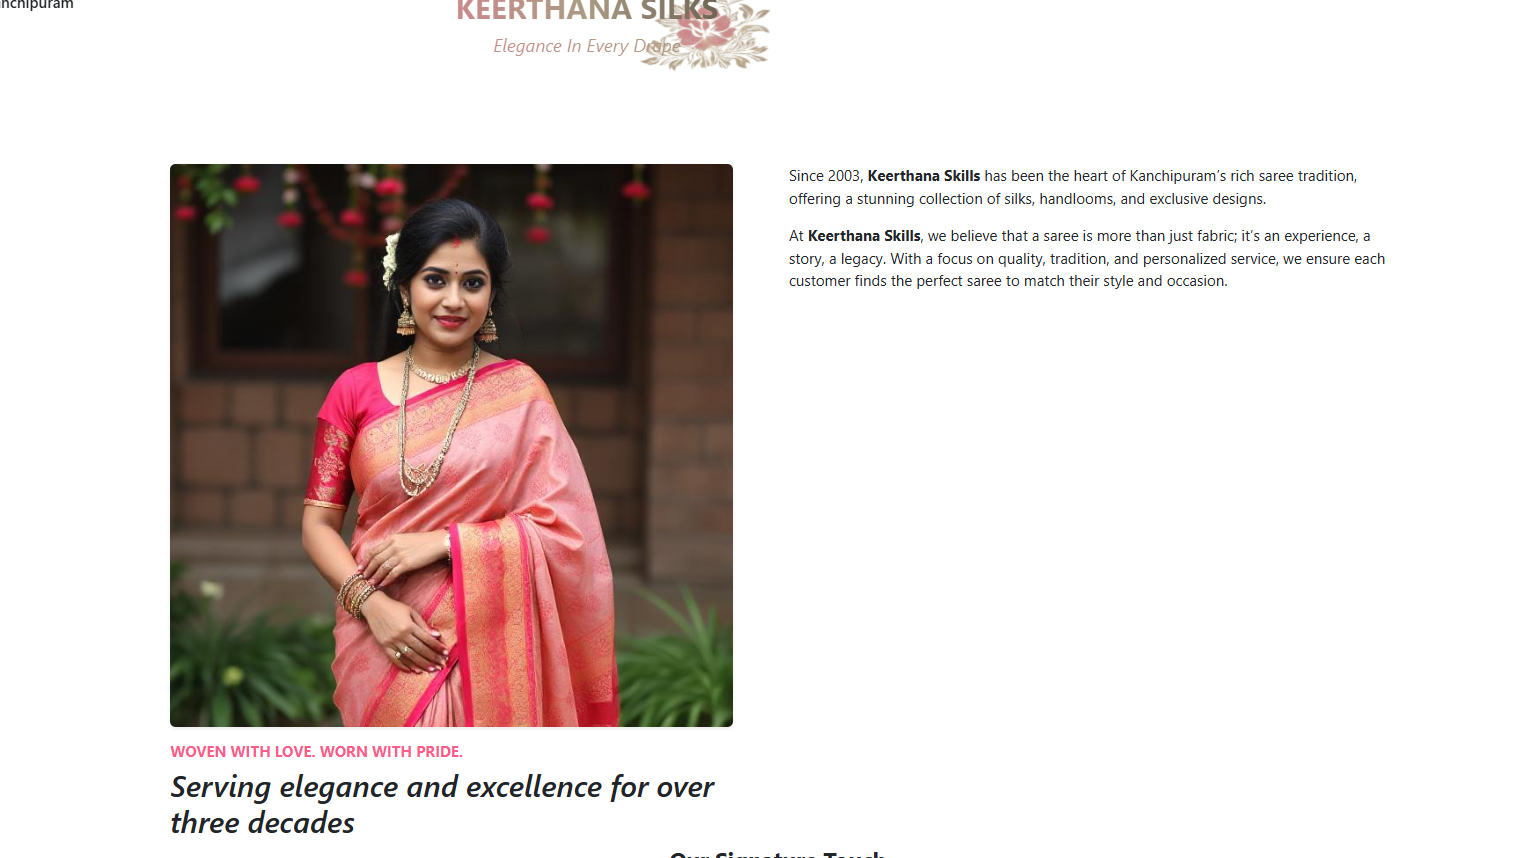 nchipuram
KEERTHANA SILKS
Elegance In Every Drape
Since 2003, Keerthana Skills has been the heart of Kanchipuram's rich saree tradition,
offering a stunning collection of silks, handlooms, and exclusive designs.
At Keerthana Skills, we believe that a saree is more than just fabric; it's an experience, a
story, a legacy. With a focus on quality, tradition, and personalized service, we ensure each
customer finds the perfect saree to match their style and occasion.
WOVEN WITH LOVE. WORN WITH PRIDE.
Serving elegance and excellence for over
three decades
Our Signature Touch